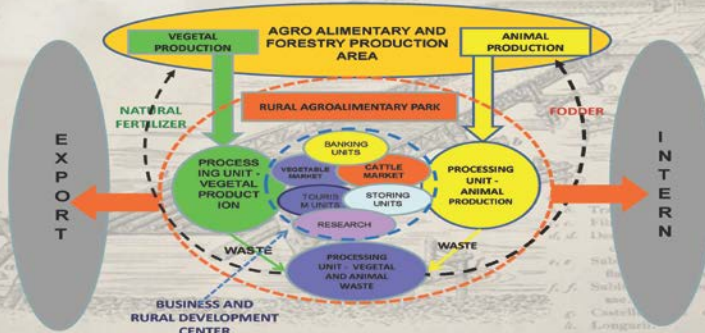 AGRO ALIMENTARY AND
FORESTRY PRODUCTION
AREA
VEGETAL
PRODUCTION
ANIMAL
PRODUCTION
NATURAL
FERTILIZER
RURAL AGROALIMENTARY PARK
FODDER
EXPORT
INTERN
PROCESS
ING UNIT -
VEGETAL
PRODUCT
ION
BANKING
UNITS
VEGETABLE
MARKET
CATTLE
MARKET
TOURIS
M UNITS
STORING
UNITS
RESEARCH
PROCESSING
UNIT-
ANIMAL
PRODUCTION
WASTE
WASTE
PROCESSING
UNIT - VEGETAL
AND ANIMAL
WASTE
BUSINESS AND
RURAL DEVELOPMENT
CENTER